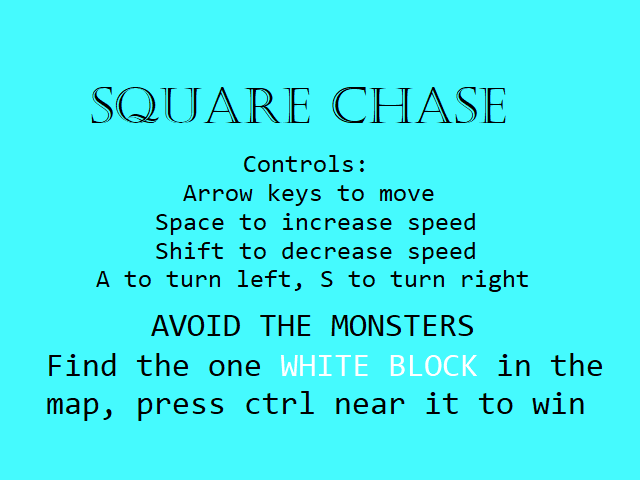 SQUARE CHASE
Controls:
Arrow keys to move
Space to increase speed
Shift to decrease speed
A to turn left, S to turn right
AVOID THE MONSTERS
Find the one WHITE BLOCK in the
map, press ctrl near it to win